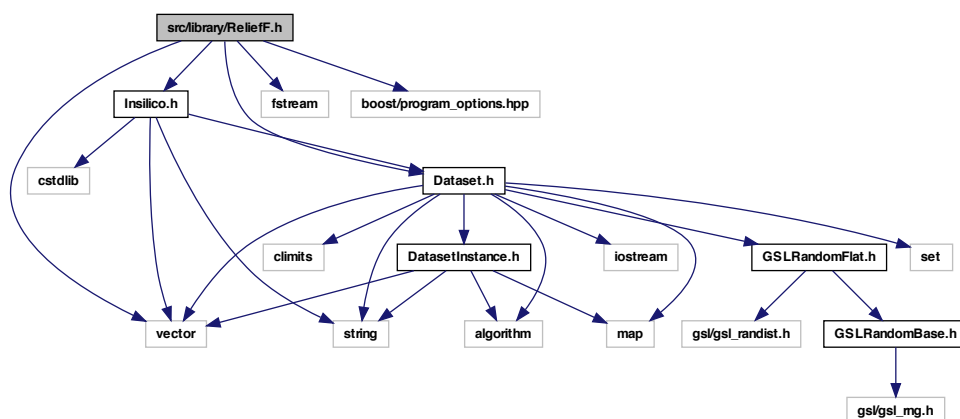 src/library/ReliefF.h
Insilico.h
fstream
boost/program_options.hpp
cstdlib
Dataset.h
climits
DatasetInstance.h
iostream
GSLRandomFlat.h
set
vector
string
algorithm
map
gsl/gsl_randist.h
GSLRandomBase.h
gsl/gsl_rng.h